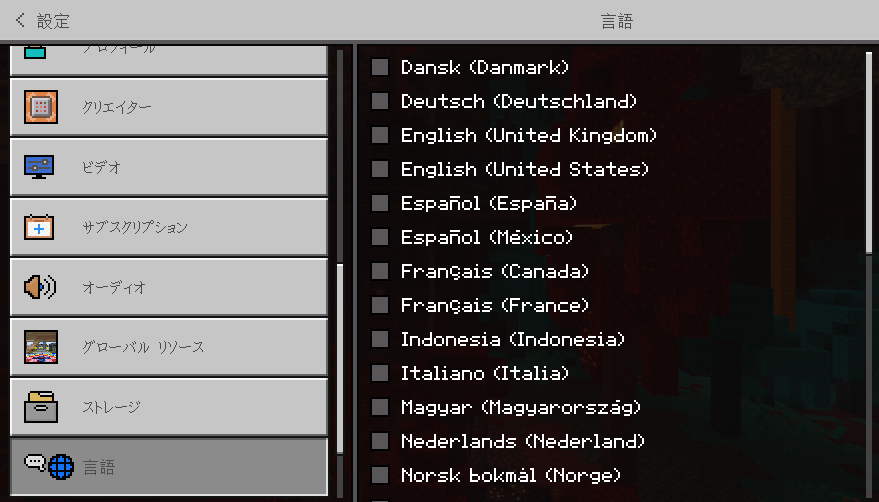 設定
言語
プロフィール
クリエイター
ビデオ
サブスクリプション
オーディオ
グローバル リソース
ストレージ
言語
Dansk (Danmark)
Deutsch (Deutschland)
English (United Kingdom)
English (United States)
Español (España)
Español (México)
Français (Canada)
Français (France)
Indonesia (Indonesia)
Italiano (Italia)
Magyar (Magyarország)
Nederlands (Nederland)
Norsk bokmål (Norge)